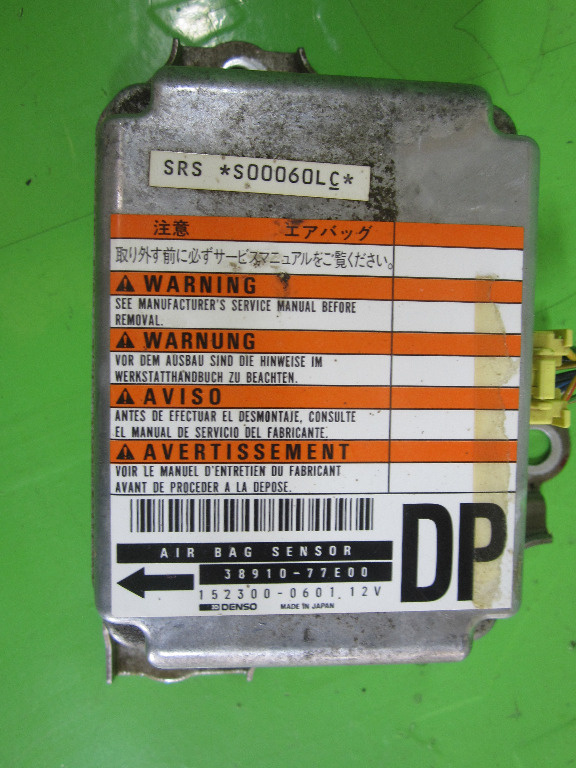 SRS *S00060LC*
注意 エアバッグ
取り外す前に必ずサービスマニュアルをご覧ください。
WARNING
SEE MANUFACTURER'S SERVICE MANUAL BEFORE
REMOVAL.
WARNUNG
VOR DEM AUSBAU SIND DIE HINWEISE IM
WERKSTATTHANDBUCH ZU BEACHTEN.
AVISO
ANTES DE EFECTUAR EL DESMONTAJE, CONSULTE
EL MANUAL DE SERVICIO DEL FABRICANTE.
AVERTISSEMENT
VOIR LE MANUEL D'ENTRETIEN DU FABRICANT
AVANT DE PROCEDER A LA DEPOSE.
AIR BAG SENSOR
38910-77E00
152300-0601 12V
DENSO MADE IN JAPAN
DP